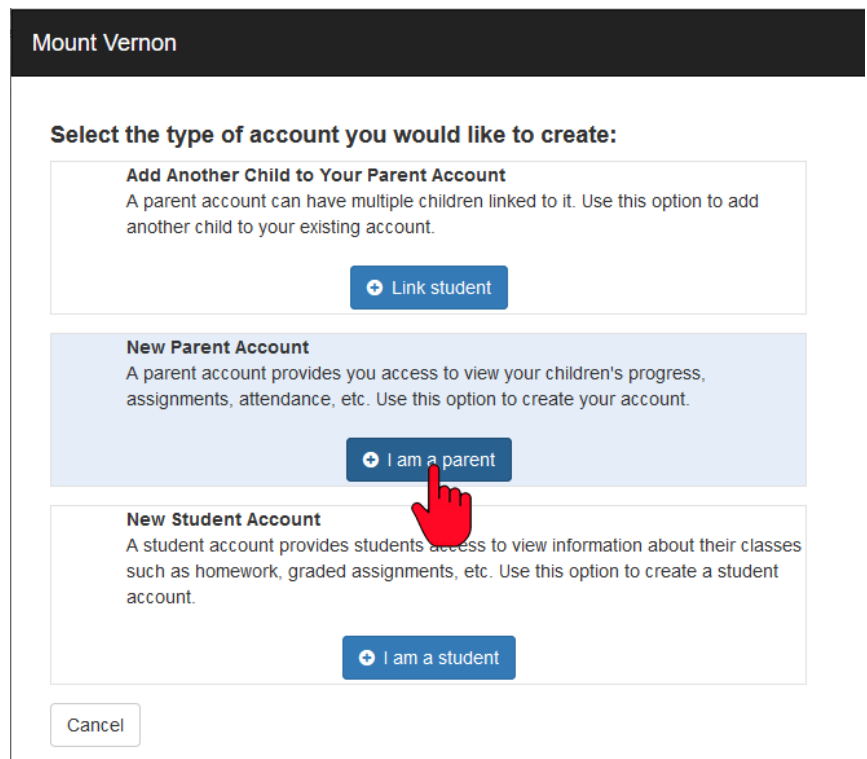 Mount Vernon
Select the type of account you would like to create:
Add Another Child to Your Parent Account
A parent account can have multiple children linked to it. Use this option to add
another child to your existing account.
Link student
New Parent Account
A parent account provides you access to view your children's progress,
assignments, attendance, etc. Use this option to create your account.
I am a parent
New Student Account
A student account provides students access to view information about their classes
such as homework, graded assignments, etc. Use this option to create a student
account.
I am a student
Cancel